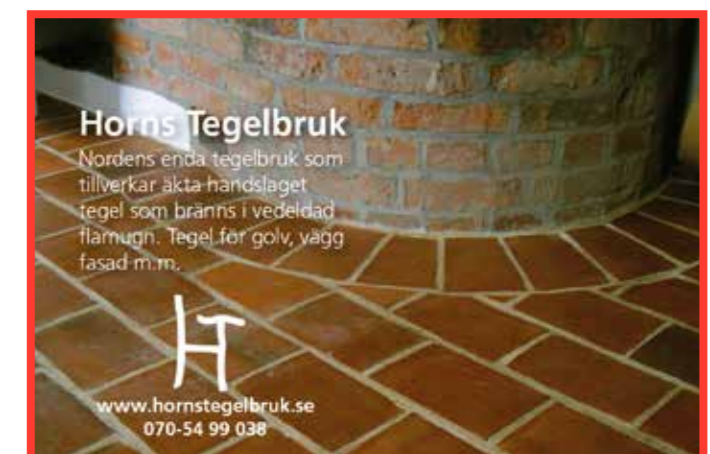 Horns Tegelbruk
Nordens enda tegelbruk som
tillverkar äkta handslaget
tegel som bränns i vedeldad
flamugn. Tegel för golv, vägg
fasad m.m.
HT
www.hornstegelbruk.se
070-54 99 038